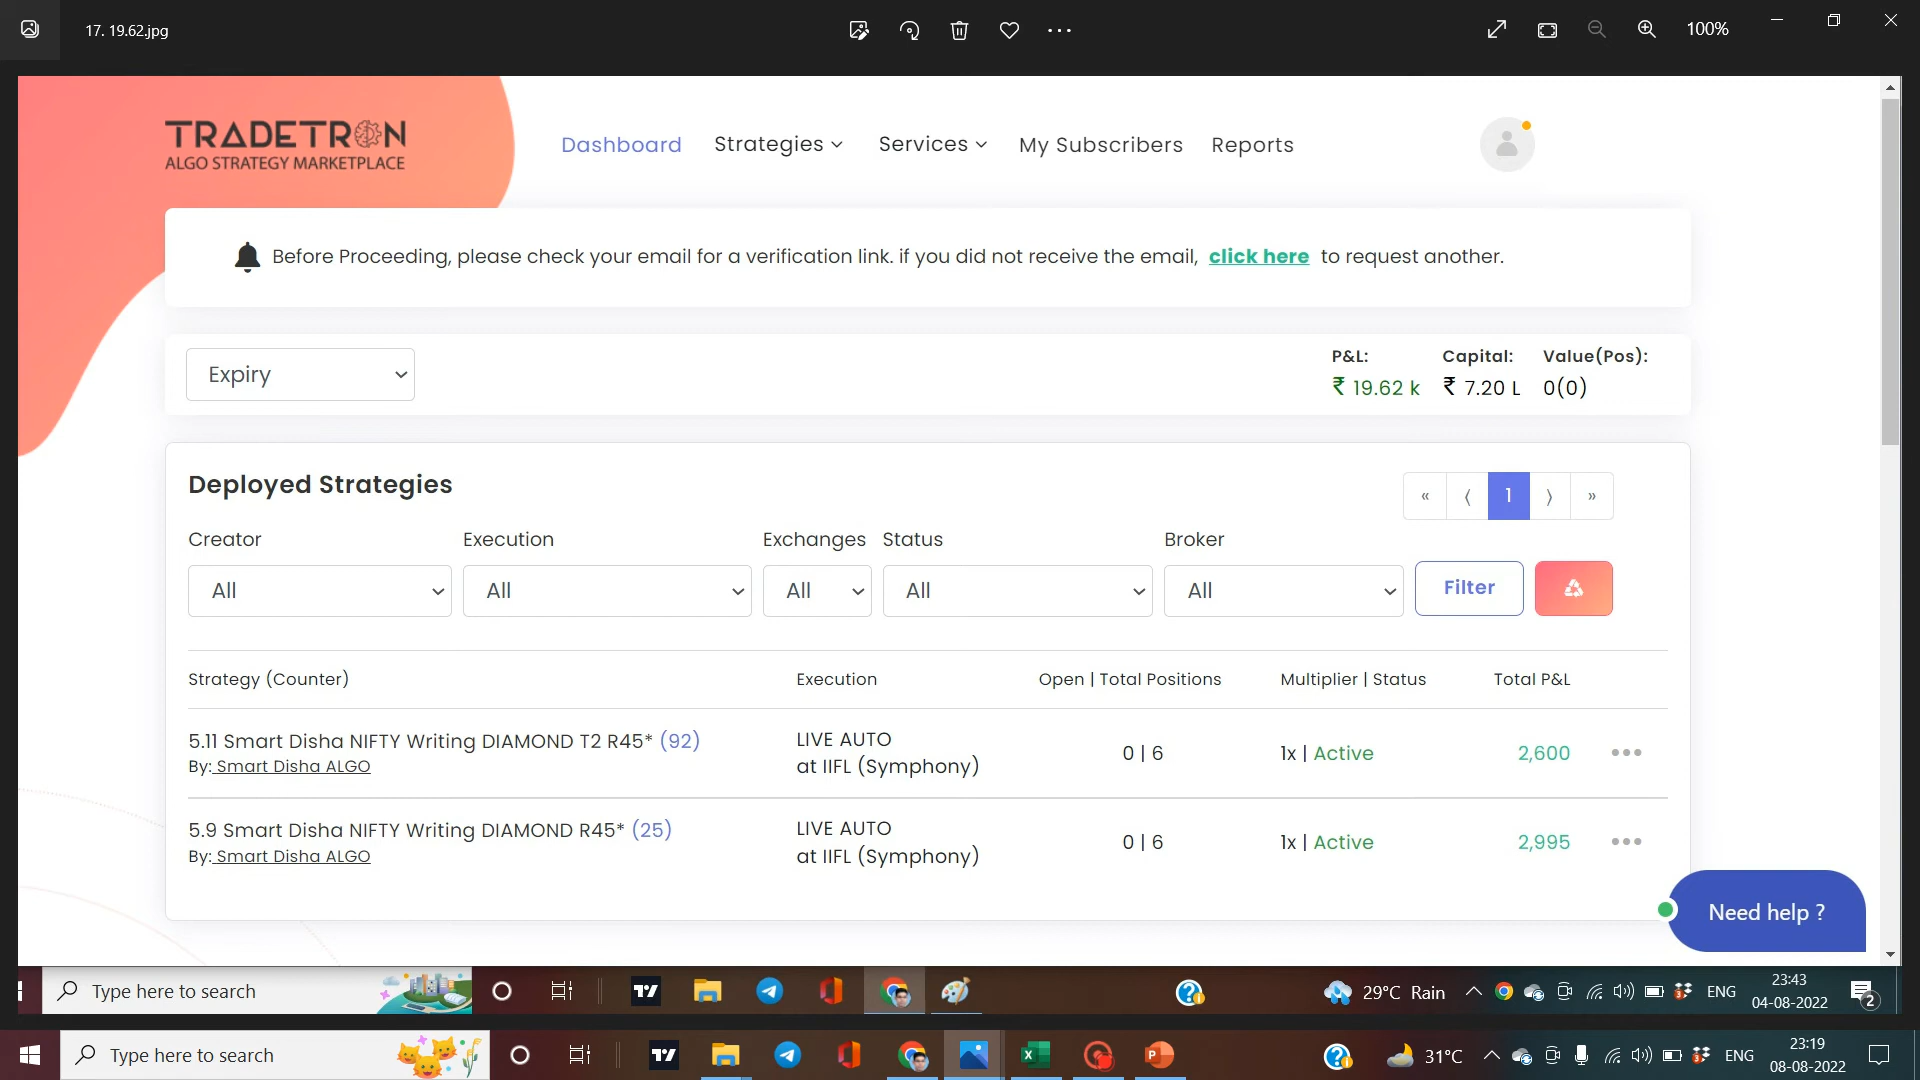 17. 19.62.jpg
100%
TRADETRON
ALGO STRATEGY MARKETPLACE
Dashboard Strategies Services My Subscribers Reports
Before Proceeding, please check your email for a verification link. if you did not receive the email, click here to request another.
Expiry
P&L: Capital: Value(Pos):
₹ 19.62 k ₹ 7.20 L 0(0)
Deployed Strategies
« ⟨ 1 ⟩ »
Creator Execution Exchanges Status Broker
All All All All All Filter
Strategy (Counter) Execution Open | Total Positions Multiplier | Status Total P&L
5.11 Smart Disha NIFTY Writing DIAMOND T2 R45* (92)
By: Smart Disha ALGO
LIVE AUTO
at IIFL (Symphony)
0 | 6 1x | Active 2,600
5.9 Smart Disha NIFTY Writing DIAMOND R45* (25)
By: Smart Disha ALGO
LIVE AUTO
at IIFL (Symphony)
0 | 6 1x | Active 2,995
Need help ?
Type here to search 29°C Rain ENG 23:43
04-08-2022 2
Type here to search 31°C ENG 23:19
08-08-2022